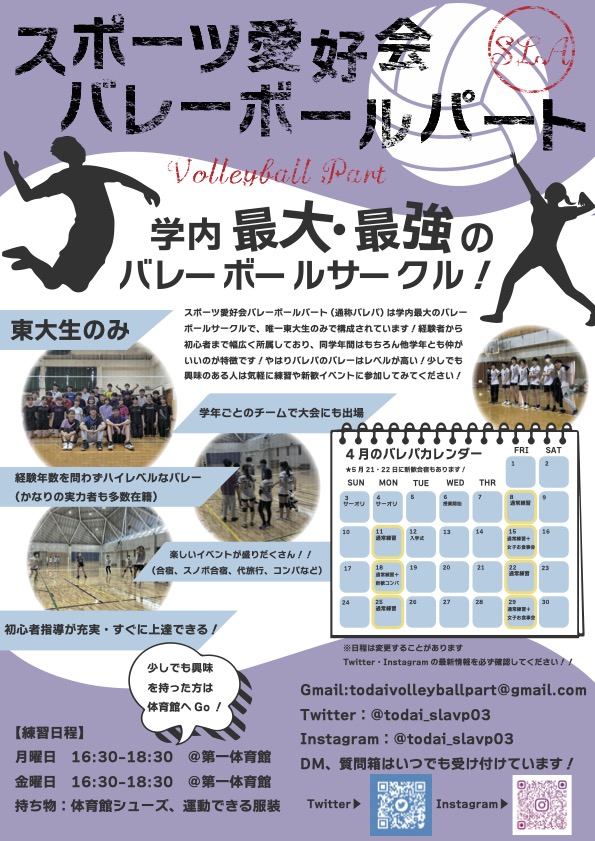 スポーツ愛好会
SLA
バレーボールパート
Volleyball Part
学内 最大・最強の
バレーボールサークル！
東大生のみ
スポーツ愛好会バレーボールパート（通称バレパ）は学内最大のバレー
ボールサークルで、唯一東大生のみで構成されています！経験者から
初心者まで幅広く所属しており、同学年間はもちろん他学年とも仲が
いいのが特徴です！やはりバレパのバレーはレベルが高い！少しでも
興味のある人は気軽に練習や新歓イベントに参加してみてください！
学年ごとのチームで大会にも出場
経験年数を問わずハイレベルなバレー
（かなりの実力者も多数在籍）
楽しいイベントが盛りだくさん！！
（合宿、スノボ合宿、代旅行、コンパなど）
初心者指導が充実・すぐに上達できる！
４月のバレパカレンダー
★５月２１・２２日に新歓合宿もあります！
SUN MON TUE WED THR FRI SAT
1 2
3 サーオリ 4 サーオリ 5 6 授業開始 7 8 通常練習 9
10 11 通常練習 12 入学式 13 14 15 通常練習＋女子お食事会 16
17 18 通常練習＋新歓コンパ 19 20 21 22 通常練習 23
24 25 通常練習 26 27 28 29 通常練習＋女子お食事会 30
※日程は変更することがあります
Twitter・Instagramの最新情報を必ず確認してください！！
少しでも興味
を持った方は
体育館へGo！
Gmail:todaivolleyballpart@gmail.com
Twitter：@todai_slavp03
Instagram：@todai_slavp03
DM、質問箱はいつでも受け付けています！
【練習日程】
月曜日 16:30-18:30 @第一体育館
金曜日 16:30-18:30 @第一体育館
持ち物：体育館シューズ、運動できる服装
Twitter▶ Instagram▶